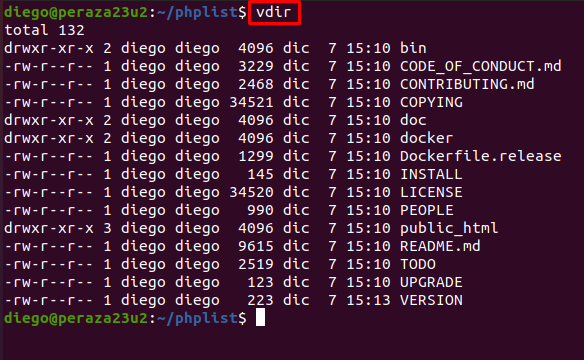 diego@peraza23u2:~/phplist$ vdir
total 132
drwxr-xr-x 2 diego diego  4096 dic  7 15:10 bin
-rw-r--r-- 1 diego diego  3229 dic  7 15:10 CODE_OF_CONDUCT.md
-rw-r--r-- 1 diego diego  2468 dic  7 15:10 CONTRIBUTING.md
-rw-r--r-- 1 diego diego 34521 dic  7 15:10 COPYING
drwxr-xr-x 2 diego diego  4096 dic  7 15:10 doc
drwxr-xr-x 2 diego diego  4096 dic  7 15:10 docker
-rw-r--r-- 1 diego diego  1299 dic  7 15:10 Dockerfile.release
-rw-r--r-- 1 diego diego   145 dic  7 15:10 INSTALL
-rw-r--r-- 1 diego diego 34520 dic  7 15:10 LICENSE
-rw-r--r-- 1 diego diego   990 dic  7 15:10 PEOPLE
drwxr-xr-x 3 diego diego  4096 dic  7 15:10 public_html
-rw-r--r-- 1 diego diego  9615 dic  7 15:10 README.md
-rw-r--r-- 1 diego diego  2519 dic  7 15:10 TODO
-rw-r--r-- 1 diego diego   123 dic  7 15:10 UPGRADE
-rw-r--r-- 1 diego diego   223 dic  7 15:13 VERSION
diego@peraza23u2:~/phplist$